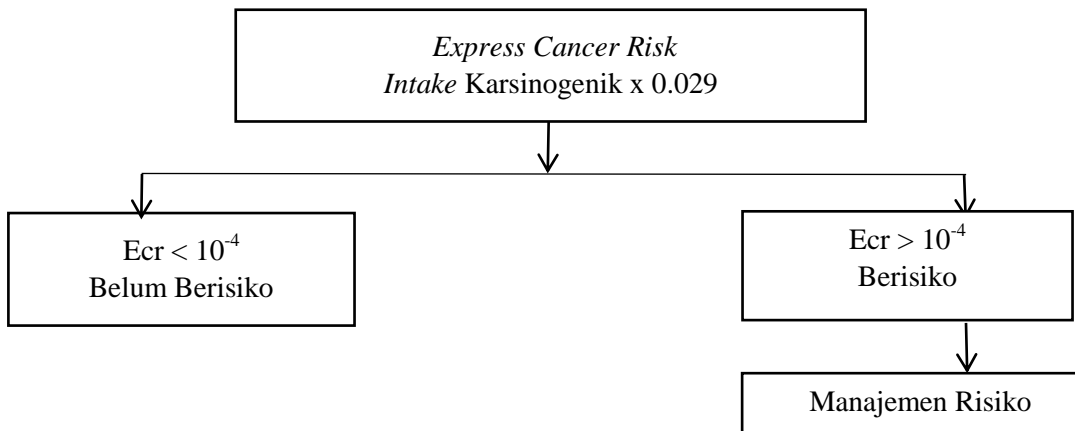 Express Cancer Risk
Intake Karsinogenik x 0.029
Ecr < 10⁻⁴
Belum Berisiko
Ecr > 10⁻⁴
Berisiko
Manajemen Risiko